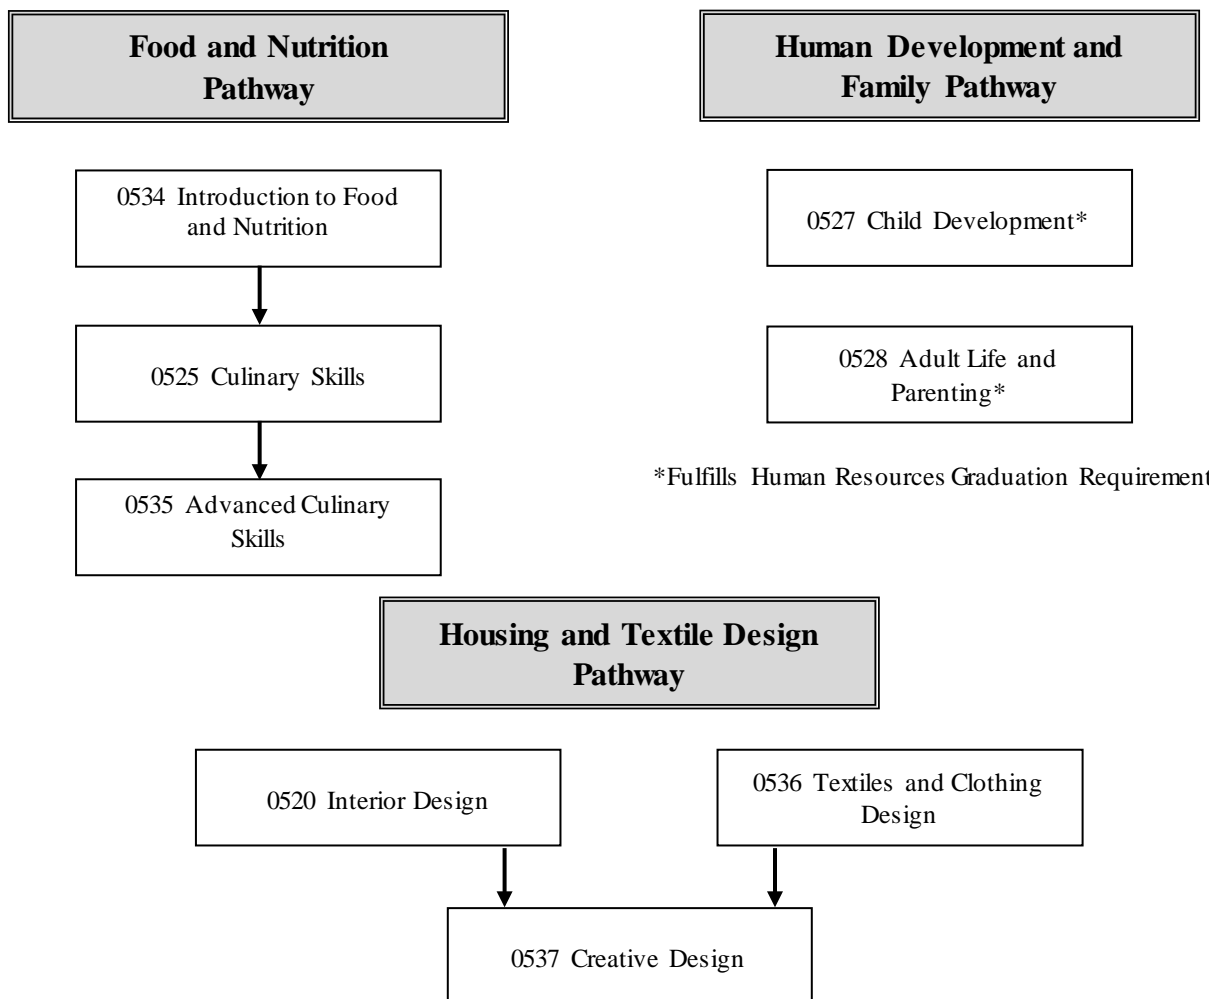 Food and Nutrition
Pathway
0534 Introduction to Food
and Nutrition
0525 Culinary Skills
0535 Advanced Culinary
Skills
Human Development and
Family Pathway
0527 Child Development*
0528 Adult Life and
Parenting*
*Fulfills Human Resources Graduation Requirement
Housing and Textile Design
Pathway
0520 Interior Design
0536 Textiles and Clothing
Design
0537 Creative Design